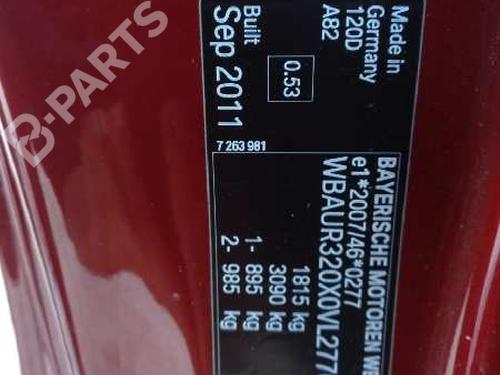 Made in
Germany
120D
A82
0.53
Built
Sep 2011
7 263 981
BAYERISCHE MOTOREN WE
e1*2007/46*0277
WBAUR320X0VL277
1815 kg
3000 kg
1- 895 kg
2- 985 kg
B-PARTS